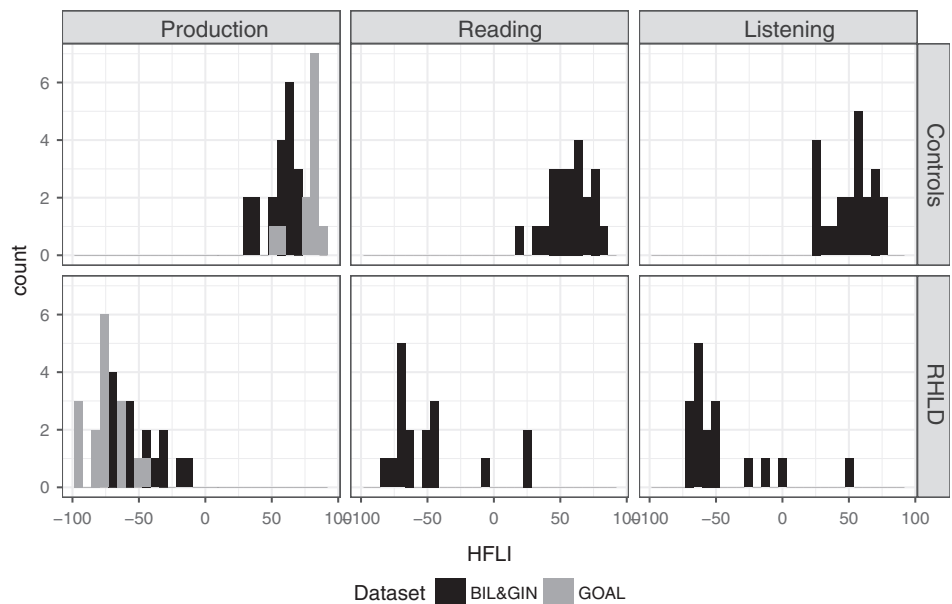 Production Reading Listening
6
4
2
0
Controls
count
6
4
2
0
RHLD
−100 −50 0 50 100 −100 −50 0 50 100 −100 −50 0 50 100
HFLI
Dataset BIL&GIN GOAL